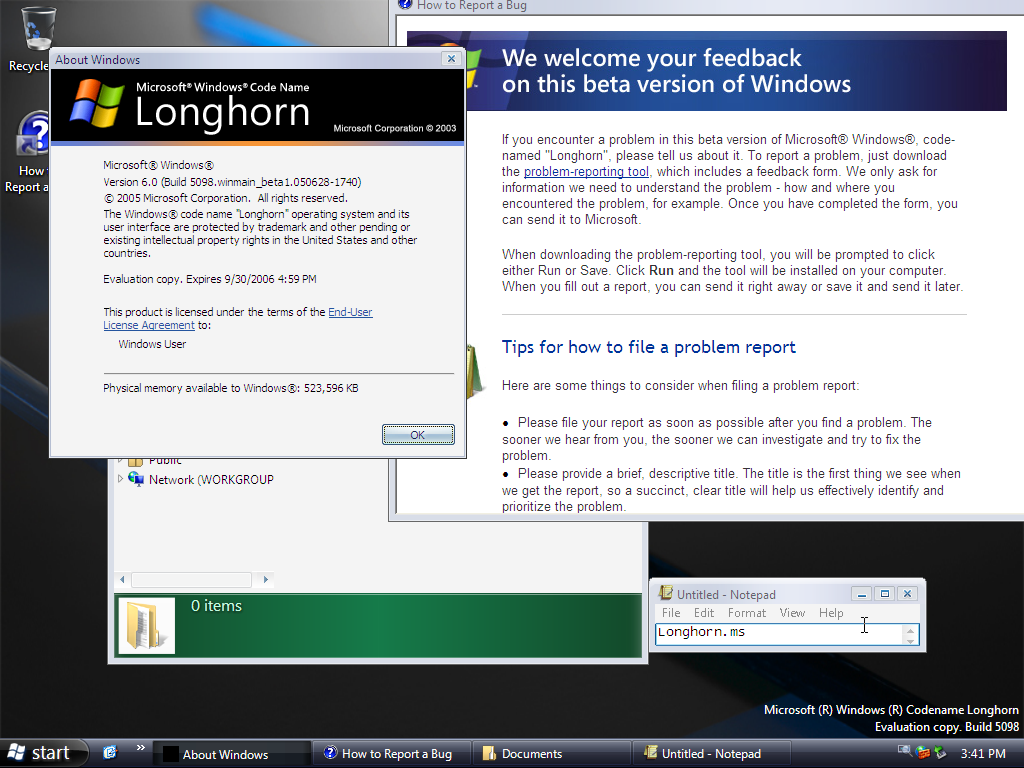 How to Report a Bug
Recycle
How
Report a
About Windows
Microsoft® Windows® Code Name
Longhorn
Microsoft Corporation © 2003
Microsoft® Windows®
Version 6.0 (Build 5098.winmain_beta1.050628-1740)
© 2005 Microsoft Corporation. All rights reserved.
The Windows® code name "Longhorn" operating system and its
user interface are protected by trademark and other pending or
existing intellectual property rights in the United States and other
countries.
Evaluation copy. Expires 9/30/2006 4:59 PM
This product is licensed under the terms of the End-User
License Agreement to:
Windows User
Physical memory available to Windows®: 523,596 KB
OK
We welcome your feedback
on this beta version of Windows
If you encounter a problem in this beta version of Microsoft® Windows®, code-
named "Longhorn", please tell us about it. To report a problem, just download
the problem-reporting tool, which includes a feedback form. We only ask for
information we need to understand the problem - how and where you
encountered the problem, for example. Once you have completed the form, you
can send it to Microsoft.
When downloading the problem-reporting tool, you will be prompted to click
either Run or Save. Click Run and the tool will be installed on your computer.
When you fill out a report, you can send it right away or save it and send it later.
Tips for how to file a problem report
Here are some things to consider when filing a problem report:
• Please file your report as soon as possible after you find a problem. The
sooner we hear from you, the sooner we can investigate and try to fix the
problem.
• Please provide a brief, descriptive title. The title is the first thing we see when
we get the report, so a succinct, clear title will help us effectively identify and
prioritize the problem.
Public
Network (WORKGROUP
0 items
Untitled - Notepad
File Edit Format View Help
Longhorn.ms
Microsoft (R) Windows (R) Codename Longhorn
Evaluation copy. Build 5098
start
»
About Windows
How to Report a Bug
Documents
Untitled - Notepad
3:41 PM